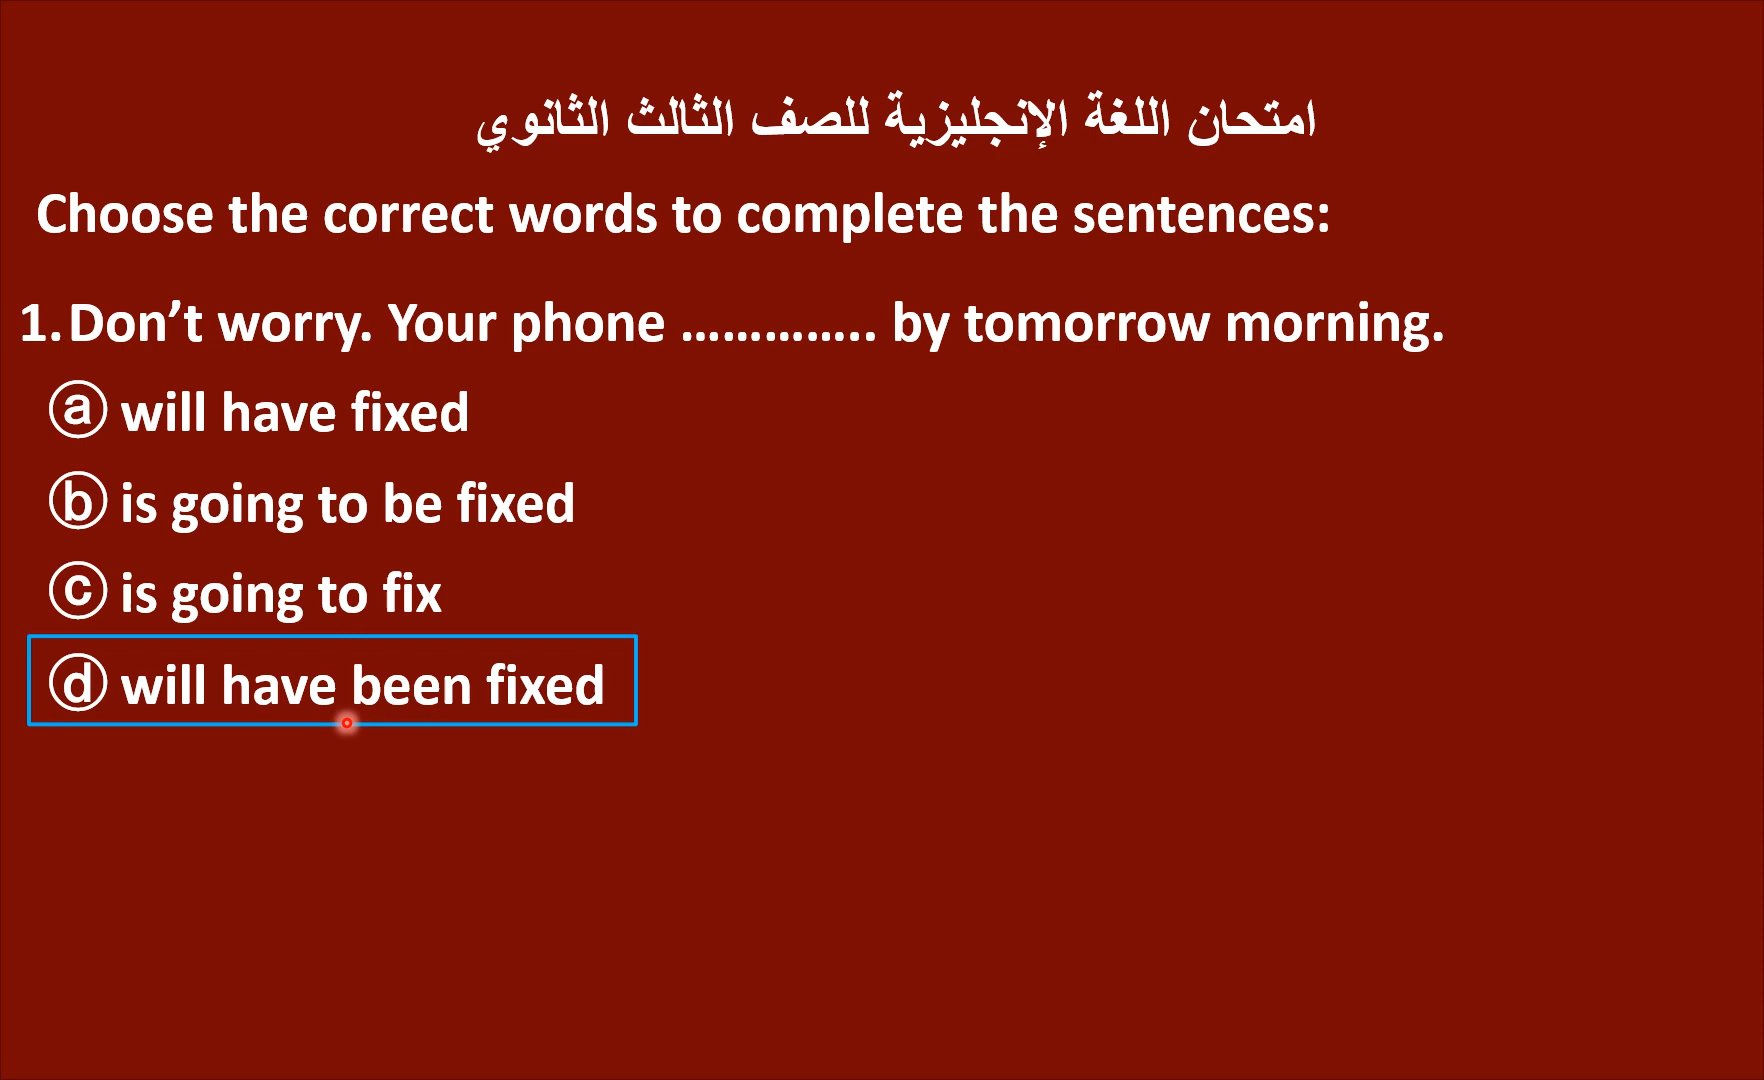 امتحان اللغة الإنجليزية للصف الثالث الثانوي
Choose the correct words to complete the sentences:
1. Don’t worry. Your phone ………….. by tomorrow morning.
ⓐ will have fixed
ⓑ is going to be fixed
ⓒ is going to fix
ⓓ will have been fixed